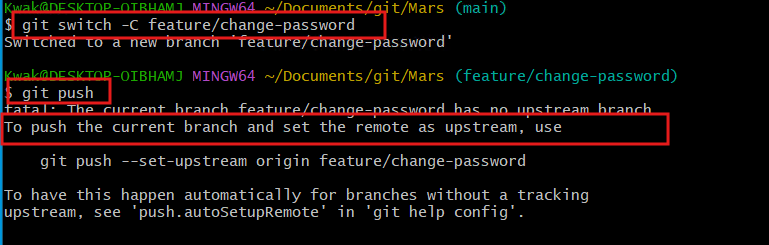 Kwak@DESKTOP-OIBHAMJ MINGW64 ~/Documents/git/Mars (main)
$ git switch -C feature/change-password
Switched to a new branch 'feature/change-password'
Kwak@DESKTOP-OIBHAMJ MINGW64 ~/Documents/git/Mars (feature/change-password)
$ git push
fatal: The current branch feature/change-password has no upstream branch
To push the current branch and set the remote as upstream, use
git push --set-upstream origin feature/change-password
To have this happen automatically for branches without a tracking
upstream, see 'push.autoSetupRemote' in 'git help config'.